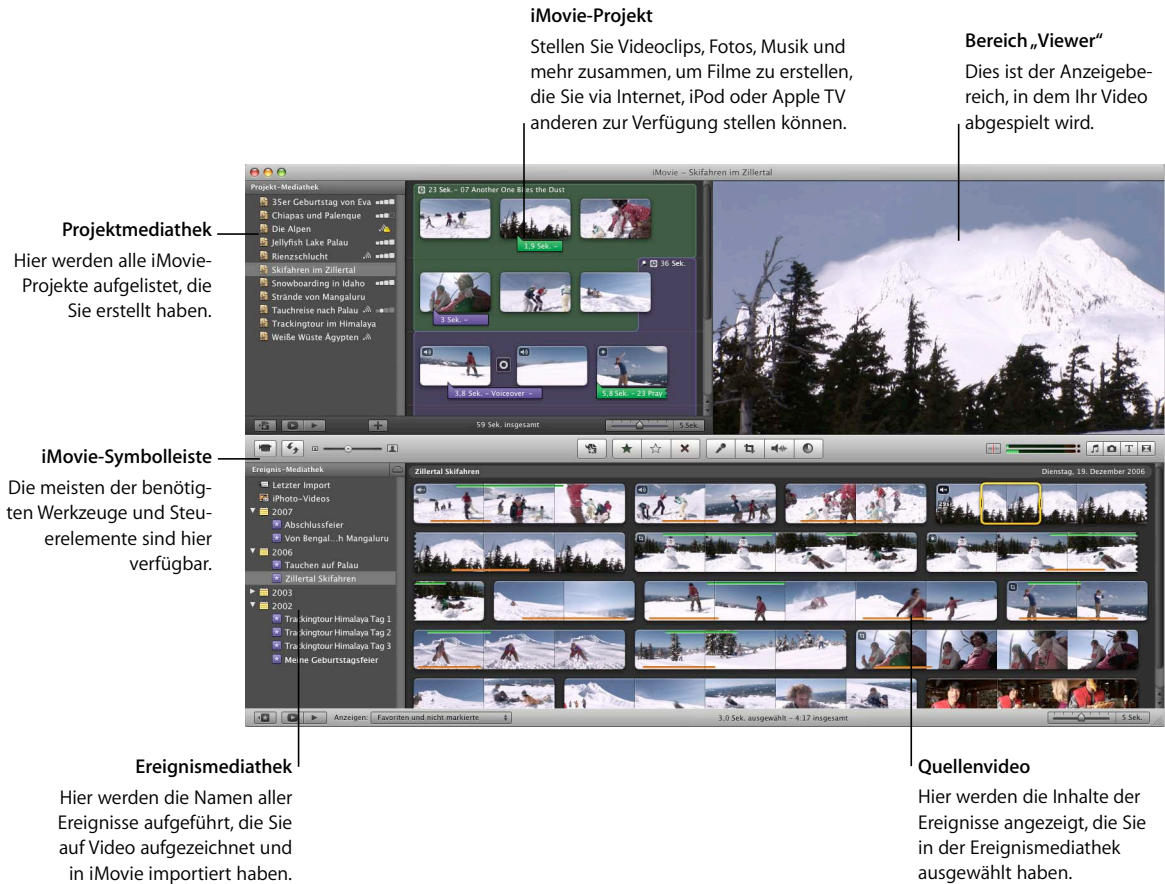 iMovie-Projekt
Stellen Sie Videoclips, Fotos, Musik und
mehr zusammen, um Filme zu erstellen,
die Sie via Internet, iPod oder Apple TV
anderen zur Verfügung stellen können.
Bereich „Viewer“
Dies ist der Anzeigebe-
reich, in dem Ihr Video
abgespielt wird.
Projektmediathek
Hier werden alle iMovie-
Projekte aufgelistet, die
Sie erstellt haben.
iMovie-Symbolleiste
Die meisten der benötig-
ten Werkzeuge und Steu-
erelemente sind hier
verfügbar.
iMovie – Skifahren im Zillertal
Projekt-Mediathek
35er Geburtstag von Eva
Chiapas und Palenque
Die Alpen
Jellyfish Lake Palau
Rienzschlucht
Skifahren im Zillertal
Snowboarding in Idaho
Strände von Mangaluru
Tauchreise nach Palau
Trackingtour im Himalaya
Weiße Wüste Ägypten
23 Sek. – 07 Another One Bites the Dust
1,9 Sek. –
36 Sek.
3 Sek. –
3,8 Sek. – Voiceover –
5,8 Sek. – 23 Pray
59 Sek. insgesamt
5 Sek.
T
Ereignis-Mediathek
Letzter Import
iPhoto-Videos
2007
Abschlussfeier
Von Bengal...h Mangaluru
2006
Tauchen auf Palau
Zillertal Skifahren
2003
2002
Trackingtour Himalaya Tag 1
Trackingtour Himalaya Tag 2
Trackingtour Himalaya Tag 3
Meine Geburtstagsfeier
Zillertal Skifahren
Dienstag, 19. Dezember 2006
Anzeigen: Favoriten und nicht markierte
3,0 Sek. ausgewählt – 4:17 insgesamt
5 Sek.
Ereignismediathek
Hier werden die Namen aller
Ereignisse aufgeführt, die Sie
auf Video aufgezeichnet und
in iMovie importiert haben.
Quellenvideo
Hier werden die Inhalte der
Ereignisse angezeigt, die Sie
in der Ereignismediathek
ausgewählt haben.